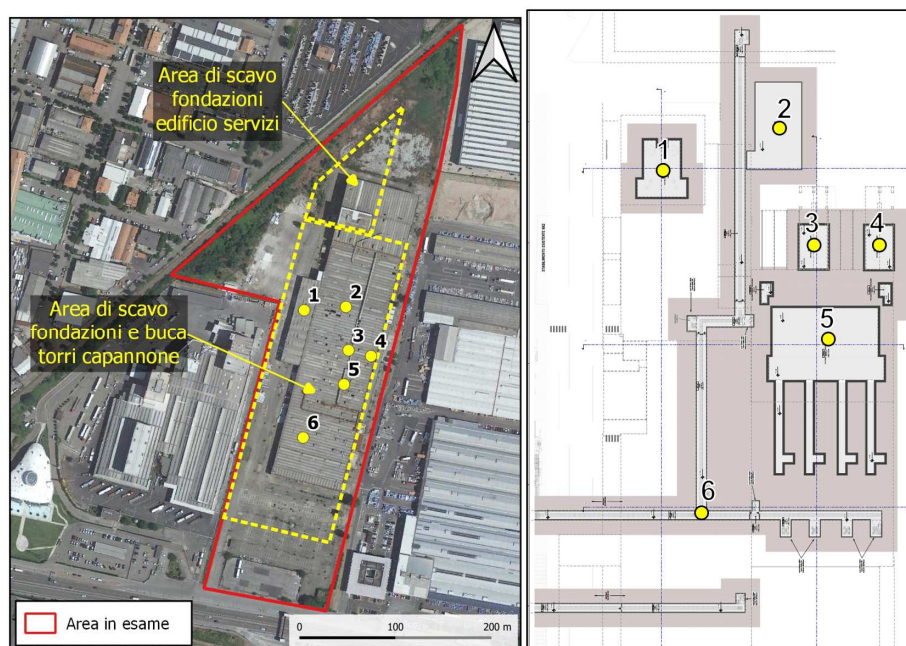 Area di scavo
fondazioni
edificio servizi
Area di scavo
fondazioni e buca
torri capannone
1
2
3
4
5
6
Area in esame
0
100
200 m
1
2
3
4
5
6